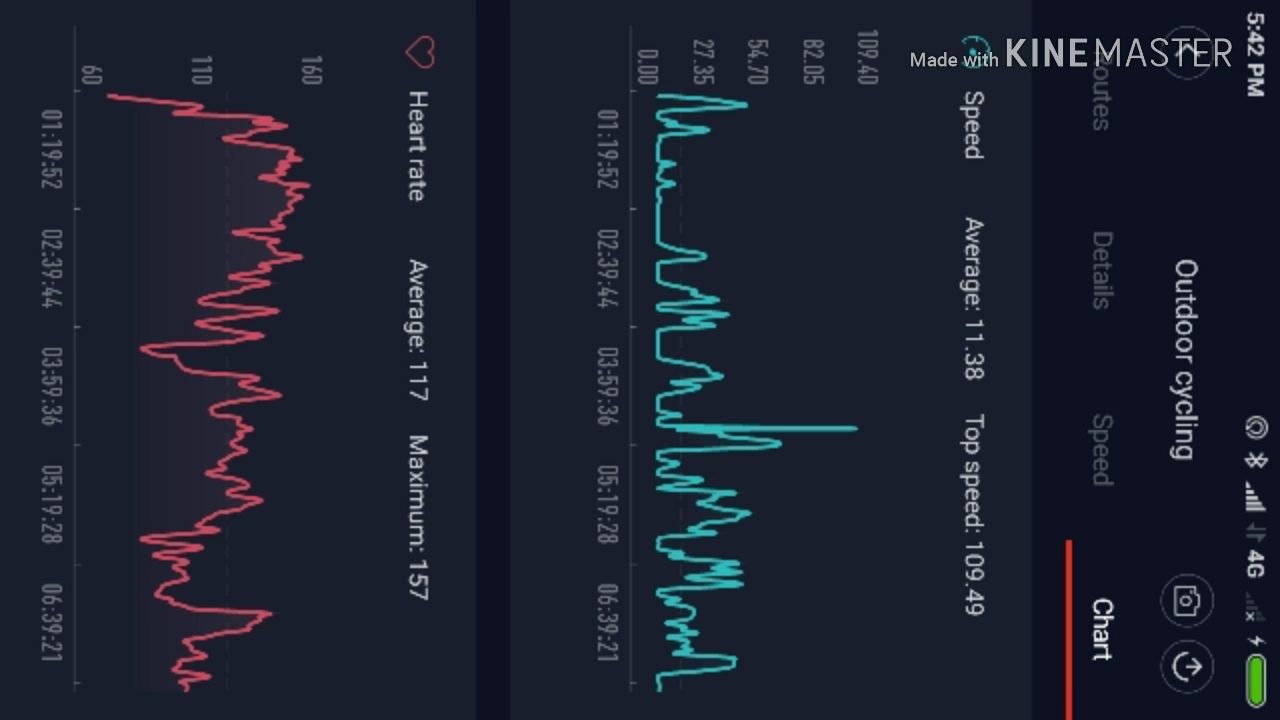 Made with KINEMASTER
5:42 PM 4G
Outdoor cycling
Routes Details Speed Chart
Speed Average: 11.38 Top speed: 109.49
109.40
82.05
54.70
27.35
0.00
01:19:52 02:39:44 03:59:36 05:19:28 06:39:21
Heart rate Average: 117 Maximum: 157
160
110
60
01:19:52 02:39:44 03:59:36 05:19:28 06:39:21